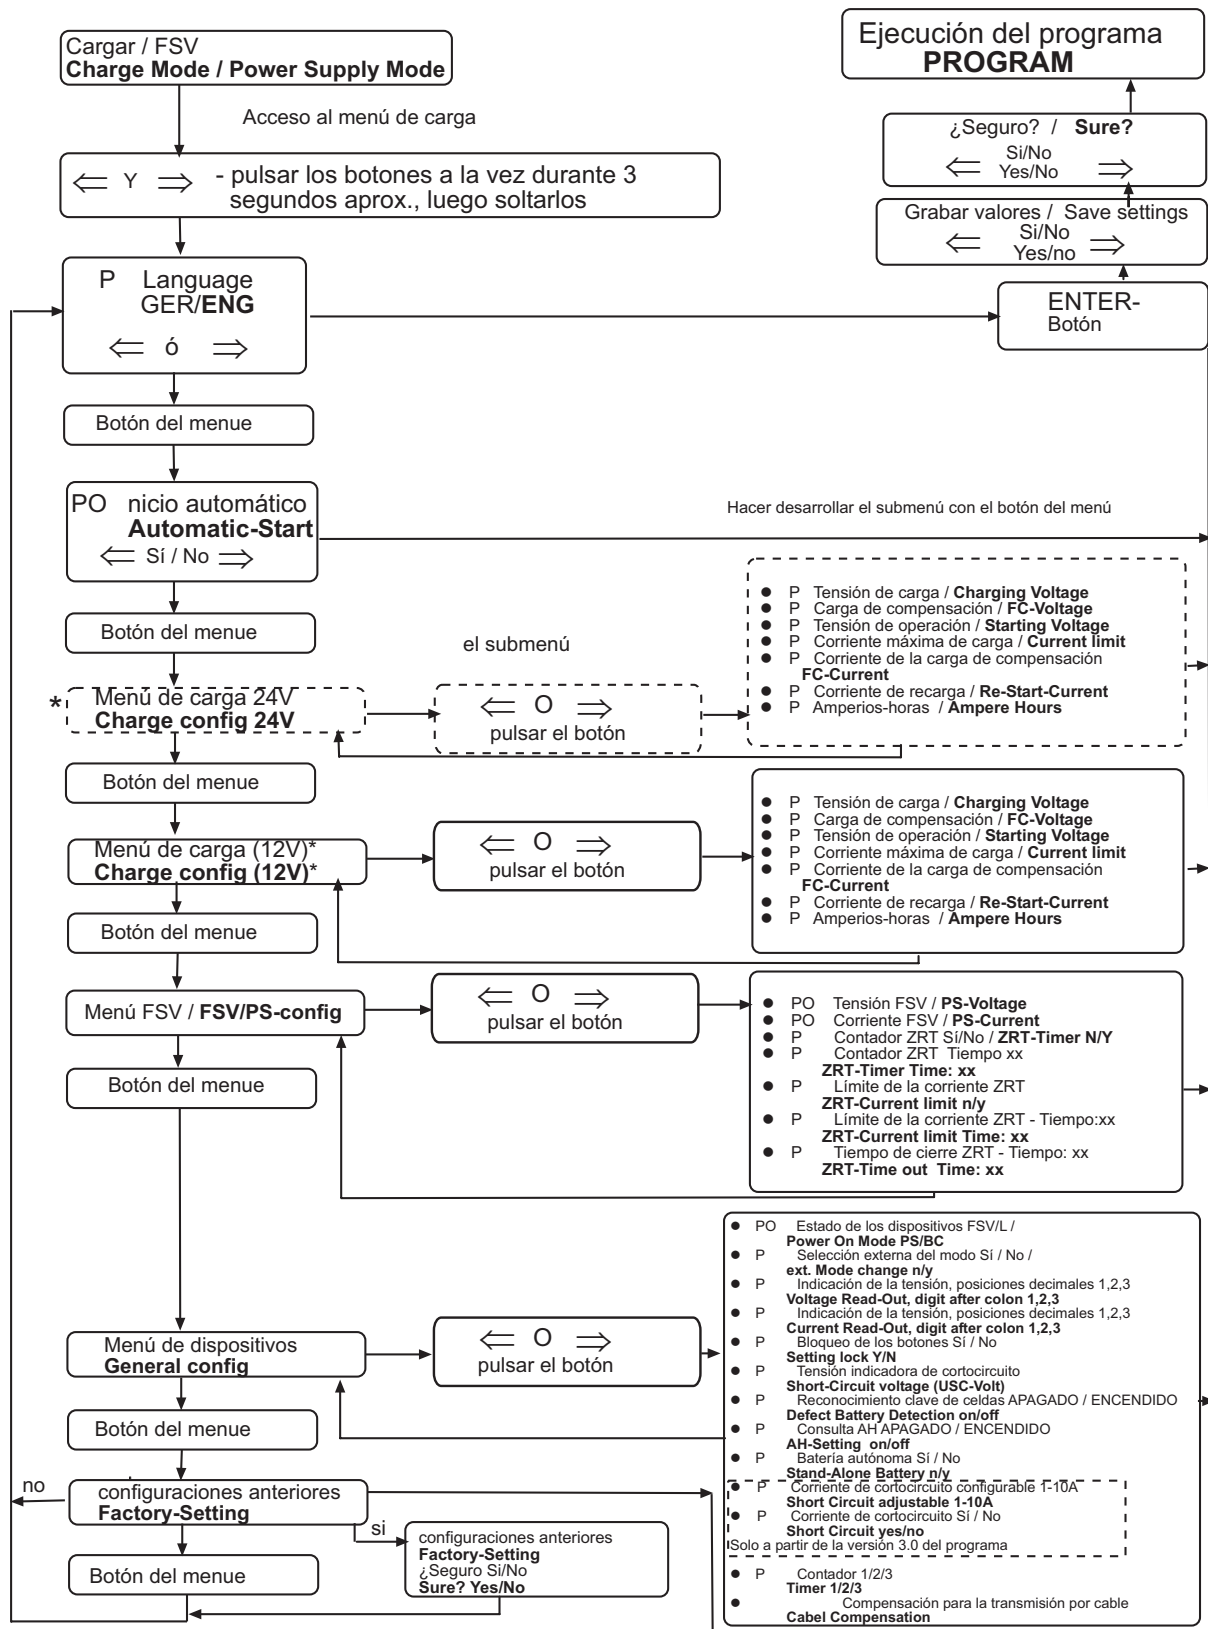 Cargar / FSV
Charge Mode / Power Supply Mode
Ejecución del programa
PROGRAM
Acceso al menú de carga
¿Seguro? / Sure?
⇐ Si/No ⇒
Yes/No
⇐ Y ⇒ - pulsar los botones a la vez durante 3
segundos aprox., luego soltarlos
Grabar valores / Save settings
⇐ Si/No ⇒
Yes/no
P Language
GER/ENG
⇐ ó ⇒
ENTER-
Botón
Botón del menue
PO nicio automático
Automatic-Start
⇐ Sí / No ⇒
Hacer desarrollar el submenú con el botón del menú
Botón del menue
el submenú
* Menú de carga 24V
Charge config 24V
⇐ O ⇒
pulsar el botón
● P Tensión de carga / Charging Voltage
● P Carga de compensación / FC-Voltage
● P Tensión de operación / Starting Voltage
● P Corriente máxima de carga / Current limit
● P Corriente de la carga de compensación
FC-Current
● P Corriente de recarga / Re-Start-Current
● P Amperios-horas / Ampere Hours
Botón del menue
Menú de carga (12V)*
Charge config (12V)*
⇐ O ⇒
pulsar el botón
● P Tensión de carga / Charging Voltage
● P Carga de compensación / FC-Voltage
● P Tensión de operación / Starting Voltage
● P Corriente máxima de carga / Current limit
● P Corriente de la carga de compensación
FC-Current
● P Corriente de recarga / Re-Start-Current
● P Amperios-horas / Ampere Hours
Botón del menue
Menú FSV / FSV/PS-config
⇐ O ⇒
pulsar el botón
● PO Tensión FSV / PS-Voltage
● PO Corriente FSV / PS-Current
● P Contador ZRT Sí/No / ZRT-Timer N/Y
● P Contador ZRT Tiempo xx
ZRT-Timer Time: xx
● P Límite de la corriente ZRT
ZRT-Current limit n/y
● P Límite de la corriente ZRT - Tiempo:xx
ZRT-Current limit Time: xx
● P Tiempo de cierre ZRT - Tiempo: xx
ZRT-Time out Time: xx
Botón del menue
Menú de dispositivos
General config
⇐ O ⇒
pulsar el botón
● PO Estado de los dispositivos FSV/L /
Power On Mode PS/BC
● P Selección externa del modo Sí / No /
ext. Mode change n/y
● P Indicación de la tensión, posiciones decimales 1,2,3
Voltage Read-Out, digit after colon 1,2,3
● P Indicación de la tensión, posiciones decimales 1,2,3
Current Read-Out, digit after colon 1,2,3
● P Bloqueo de los botones Sí / No
Setting lock Y/N
● P Tensión indicadora de cortocircuito
Short-Circuit voltage (USC-Volt)
● P Reconocimiento clave de celdas APAGADO / ENCENDIDO
Defect Battery Detection on/off
● P Consulta AH APAGADO / ENCENDIDO
AH-Setting on/off
● P Batería autónoma Sí / No
Stand-Alone Battery n/y
● P Corriente de cortocircuito configurable 1-10A
Short Circuit adjustable 1-10A
● P Corriente de cortocircuito Sí / No
Short Circuit yes/no
Solo a partir de la versión 3.0 del programa
● P Contador 1/2/3
Timer 1/2/3
● Compensación para la transmisión por cable
Cabel Compensation
Botón del menue
no
configuraciones anteriores
Factory-Setting
si
configuraciones anteriores
Factory-Setting
¿Seguro Si/No
Sure? Yes/No
Botón del menue